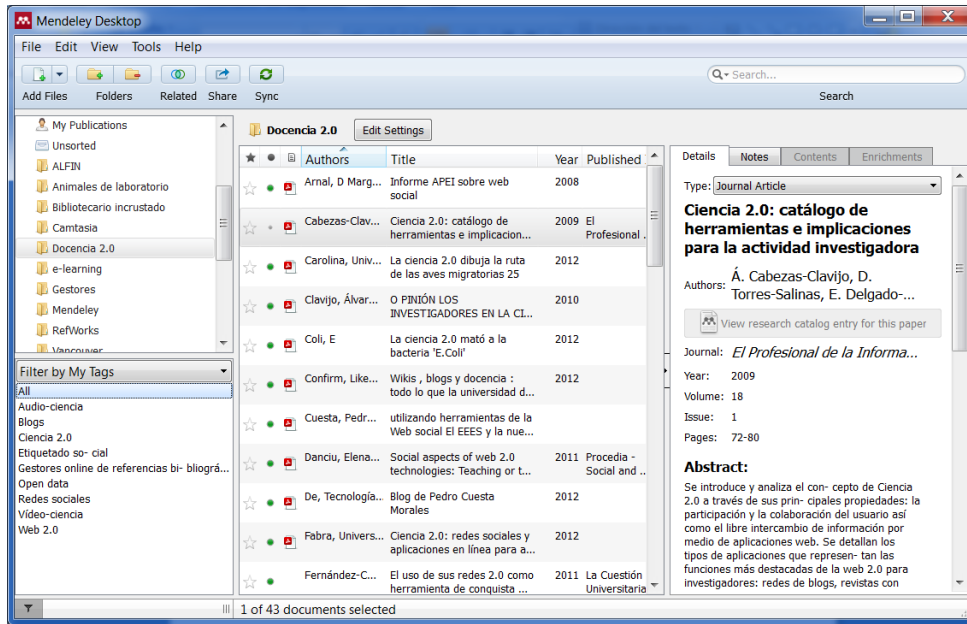 Mendeley Desktop
File Edit View Tools Help
Search...
Add Files Folders Related Share Sync Search
My Publications
Unsorted
ALFIN
Animales de laboratorio
Bibliotecario incrustado
Camtasia
Docencia 2.0
e-learning
Gestores
Mendeley
RefWorks
Vancouver
Filter by My Tags
All
Audio-ciencia
Blogs
Ciencia 2.0
Etiquetado so- cial
Gestores online de referencias bi- bliográ...
Open data
Redes sociales
Vídeo-ciencia
Web 2.0
Docencia 2.0 Edit Settings
Authors Title Year Published
Arnal, D Marg... Informe APEI sobre web 2008
social
Cabezas-Clav... Ciencia 2.0: catálogo de 2009 El
herramientas e implicacion... Profesional .
Carolina, Univ... La ciencia 2.0 dibuja la ruta 2012
de las aves migratorias 25
Clavijo, Álvar... O PINIÓN LOS 2010
INVESTIGADORES EN LA CI...
Coli, E La ciencia 2.0 mató a la 2012
bacteria 'E.Coli'
Confirm, Like... Wikis , blogs y docencia : 2012
todo lo que la universidad d...
Cuesta, Pedr... utilizando herramientas de la
Web social El EEES y la nue...
Danciu, Elena... Social aspects of web 2.0 2011 Procedia -
technologies: Teaching or t... Social and ..
De, Tecnología... Blog de Pedro Cuesta 2012
Morales
Fabra, Univers... Ciencia 2.0: redes sociales y 2012
aplicaciones en línea para a...
Fernández-C... El uso de sus redes 2.0 como 2011 La Cuestión
herramienta de conquista ... Universitaria
Details Notes Contents Enrichments
Type: Journal Article
Ciencia 2.0: catálogo de
herramientas e implicaciones
para la actividad investigadora
Authors: Á. Cabezas-Clavijo, D.
Torres-Salinas, E. Delgado-...
View research catalog entry for this paper
Journal: El Profesional de la Informa...
Year: 2009
Volume: 18
Issue: 1
Pages: 72-80
Abstract:
Se introduce y analiza el con- cepto de Ciencia
2.0 a través de sus prin- cipales propiedades: la
participación y la colaboración del usuario así
como el libre intercambio de información por
medio de aplicaciones web. Se detallan los
tipos de aplicaciones que represen- tan las
funciones más destacadas de la web 2.0 para
investigadores: redes de blogs, revistas con
1 of 43 documents selected